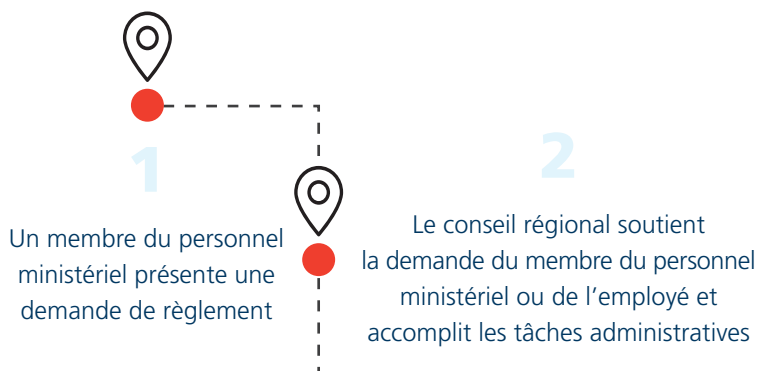 1
Un membre du personnel
ministériel présente une
demande de règlement
2
Le conseil régional soutient
la demande du membre du personnel
ministériel ou de l’employé et
accomplit les tâches administratives